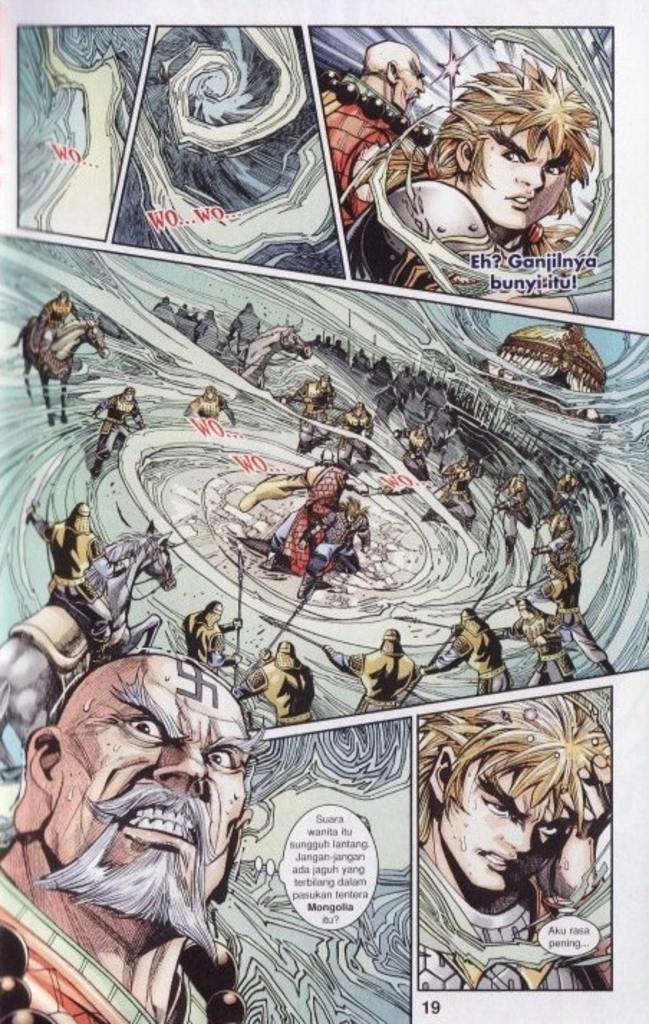 WO...
WO...WO...
Eh? Ganjilnya
bunyi itu!
WO...
WO...
WO...
Suara
wanita itu
sungguh lantang.
Jangan-jangan
ada jaguh yang
terbilang dalam
pasukan tentera
Mongolia
itu?
Aku rasa
pening...
19